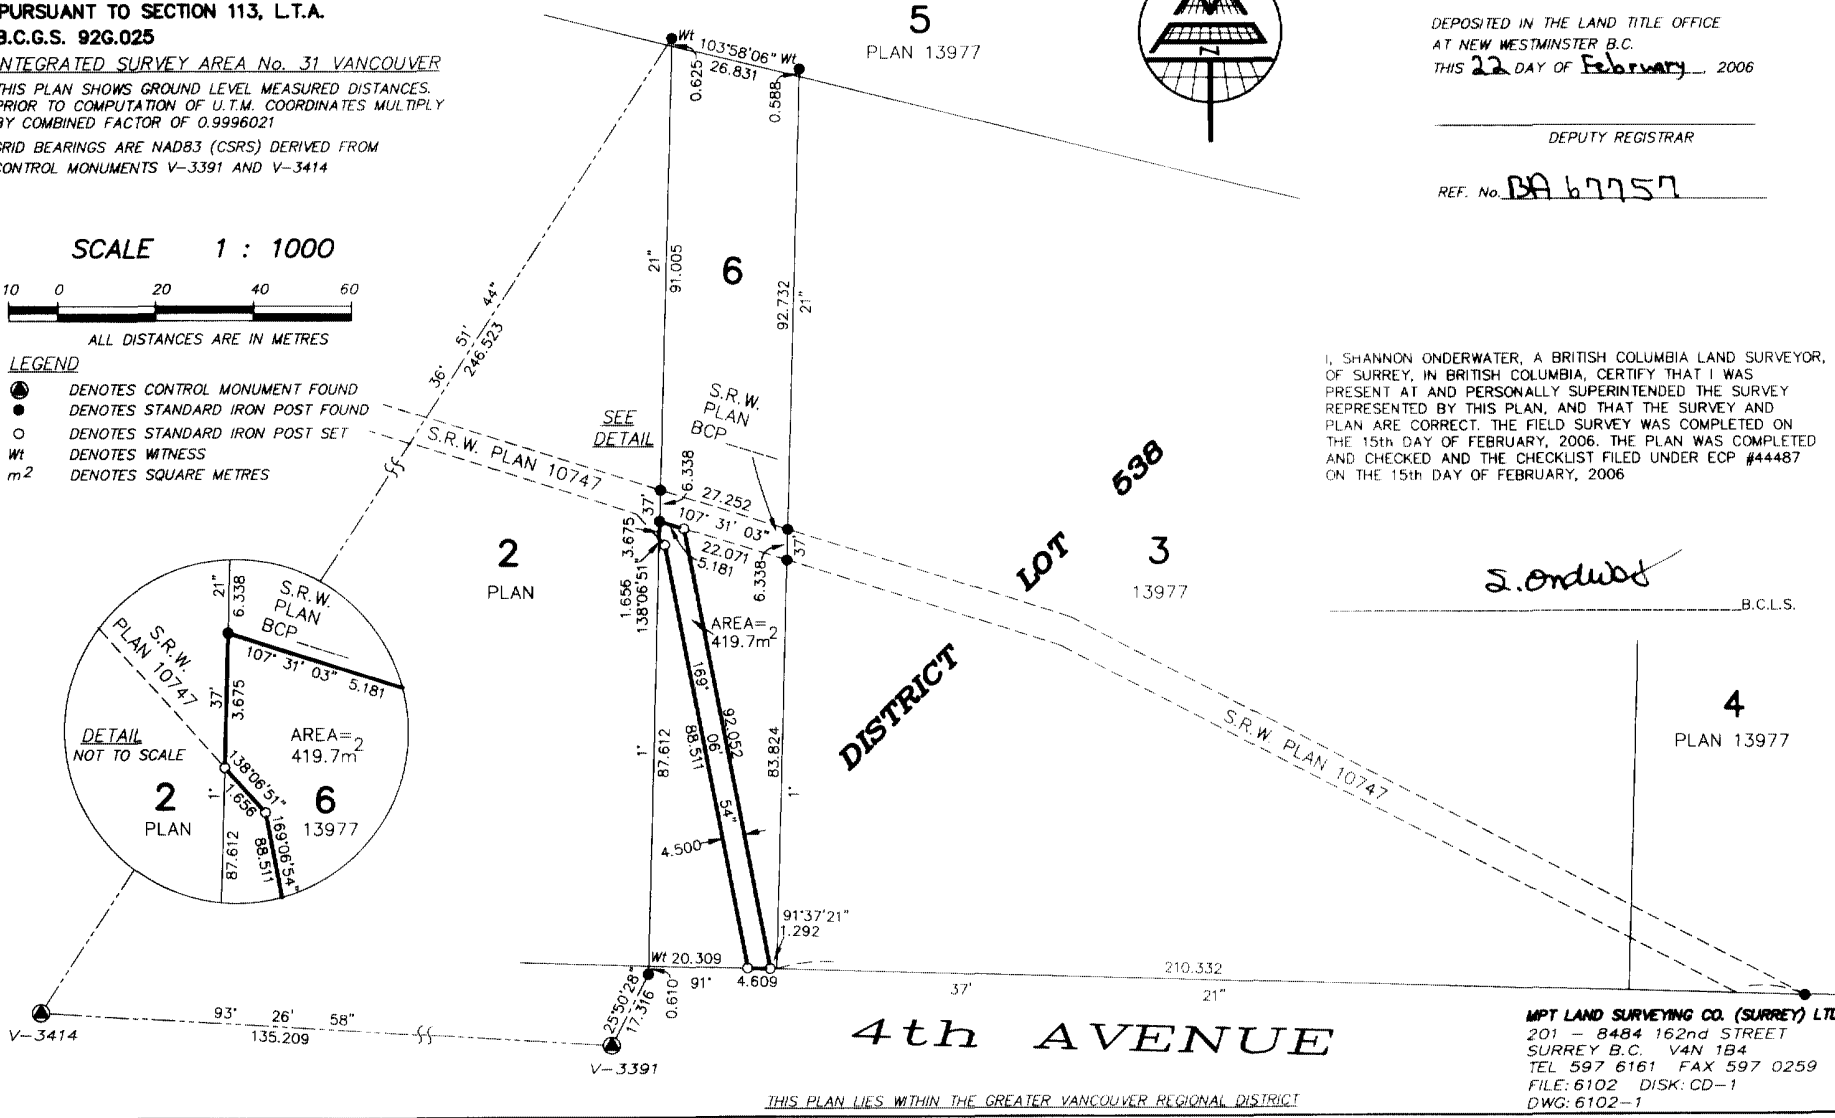 PURSUANT TO SECTION 113, L.T.A.
B.C.G.S. 92G.025
INTEGRATED SURVEY AREA No. 31 VANCOUVER
THIS PLAN SHOWS GROUND LEVEL MEASURED DISTANCES.
PRIOR TO COMPUTATION OF U.T.M. COORDINATES MULTIPLY
BY COMBINED FACTOR OF 0.9996021
GRID BEARINGS ARE NAD83 (CSRS) DERIVED FROM
CONTROL MONUMENTS V-3391 AND V-3414
SCALE 1 : 1000
10 0 20 40 60
ALL DISTANCES ARE IN METRES
LEGEND
DENOTES CONTROL MONUMENT FOUND
DENOTES STANDARD IRON POST FOUND
DENOTES STANDARD IRON POST SET
Wt DENOTES WITNESS
m2 DENOTES SQUARE METRES
5
PLAN 13977
Wt 103°58'06" Wt
26.831
0.625
0.588
Z
DEPOSITED IN THE LAND TITLE OFFICE
AT NEW WESTMINSTER B.C.
THIS 22 DAY OF February, 2006
DEPUTY REGISTRAR
REF. No. BA 67757
21"
91.005
6
92.732
21"
36° 51' 44"
246.523
S.R.W.
PLAN
BCP
SEE
DETAIL
S.R.W. PLAN 10747
6.338
37'
27.252
107° 31' 03"
22.071
5.181
3.675
1.656
138°06'51"
6.338
37'
AREA=
419.7m2
169° 06' 54"
92.052
88.511
87.612
1°
83.824
1°
4.500
2
PLAN
DISTRICT LOT 538
3
13977
S.R.W. PLAN 10747
4
PLAN 13977
I, SHANNON ONDERWATER, A BRITISH COLUMBIA LAND SURVEYOR,
OF SURREY, IN BRITISH COLUMBIA, CERTIFY THAT I WAS
PRESENT AT AND PERSONALLY SUPERINTENDED THE SURVEY
REPRESENTED BY THIS PLAN, AND THAT THE SURVEY AND
PLAN ARE CORRECT. THE FIELD SURVEY WAS COMPLETED ON
THE 15th DAY OF FEBRUARY, 2006. THE PLAN WAS COMPLETED
AND CHECKED AND THE CHECKLIST FILED UNDER ECP #44487
ON THE 15th DAY OF FEBRUARY, 2006
B.C.L.S.
21"
6.338
S.R.W.
PLAN
BCP
S.R.W.
PLAN 10747
107° 31' 03" 5.181
37'
3.675
DETAIL
NOT TO SCALE
AREA=
419.7m2
138°06'51"
1.656
2
PLAN
1°
87.612
6
13977
169°06'54"
88.511
91°37'21"
1.292
Wt 20.309
91°
4.609
37'
210.332
21"
0.610
25°50'28"
17.316
93° 26' 58"
135.209
V-3414
V-3391
4th AVENUE
THIS PLAN LIES WITHIN THE GREATER VANCOUVER REGIONAL DISTRICT
MPT LAND SURVEYING CO. (SURREY) LTD
201 - 8484 162nd STREET
SURREY B.C. V4N 1B4
TEL 597 6161 FAX 597 0259
FILE: 6102 DISK: CD-1
DWG: 6102-1